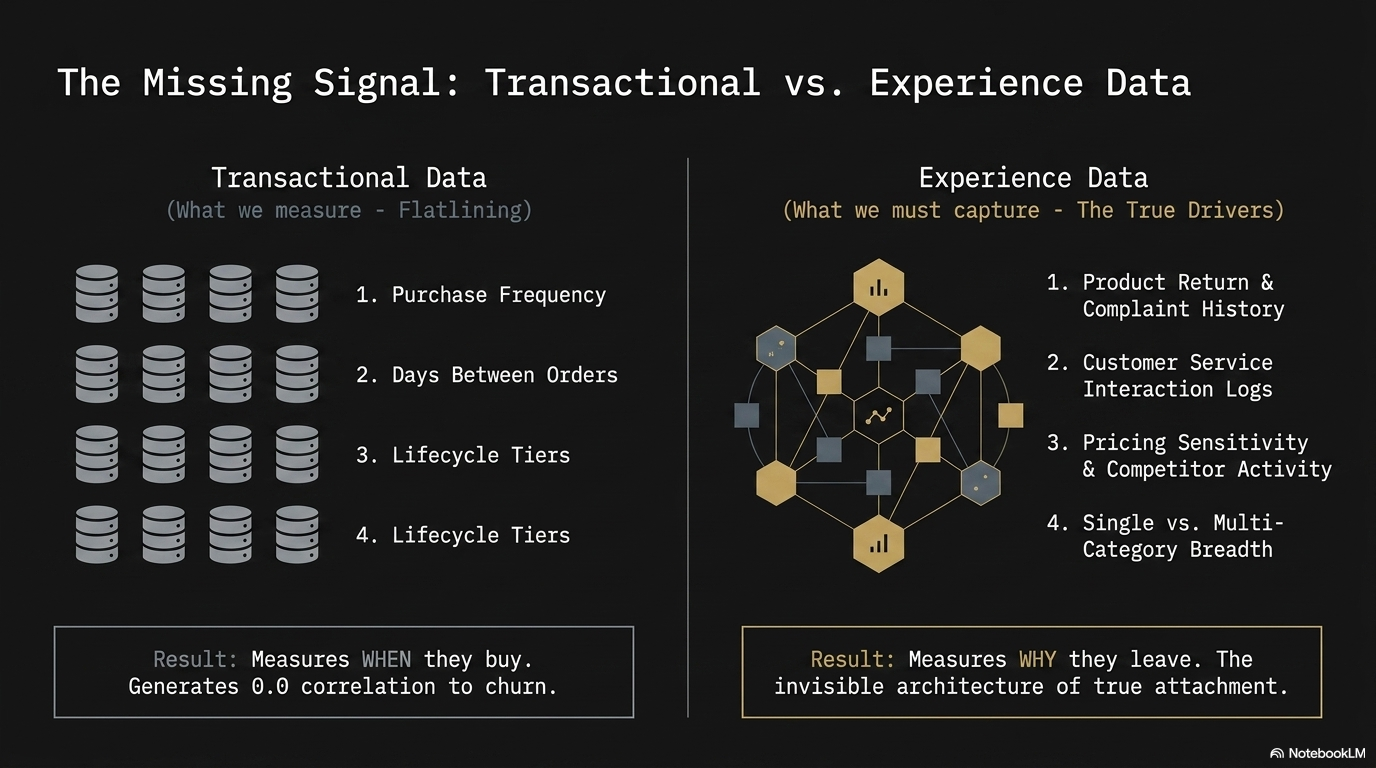 The Missing Signal: Transactional vs. Experience Data
Transactional Data
(What we measure - Flatlining)
1. Purchase Frequency
2. Days Between Orders
3. Lifecycle Tiers
4. Lifecycle Tiers
Result: Measures WHEN they buy.
Generates 0.0 correlation to churn.
Experience Data
(What we must capture - The True Drivers)
1. Product Return &
Complaint History
2. Customer Service
Interaction Logs
3. Pricing Sensitivity
& Competitor Activity
4. Single vs. Multi-
Category Breadth
Result: Measures WHY they leave. The
invisible architecture of true attachment.
NotebookLM